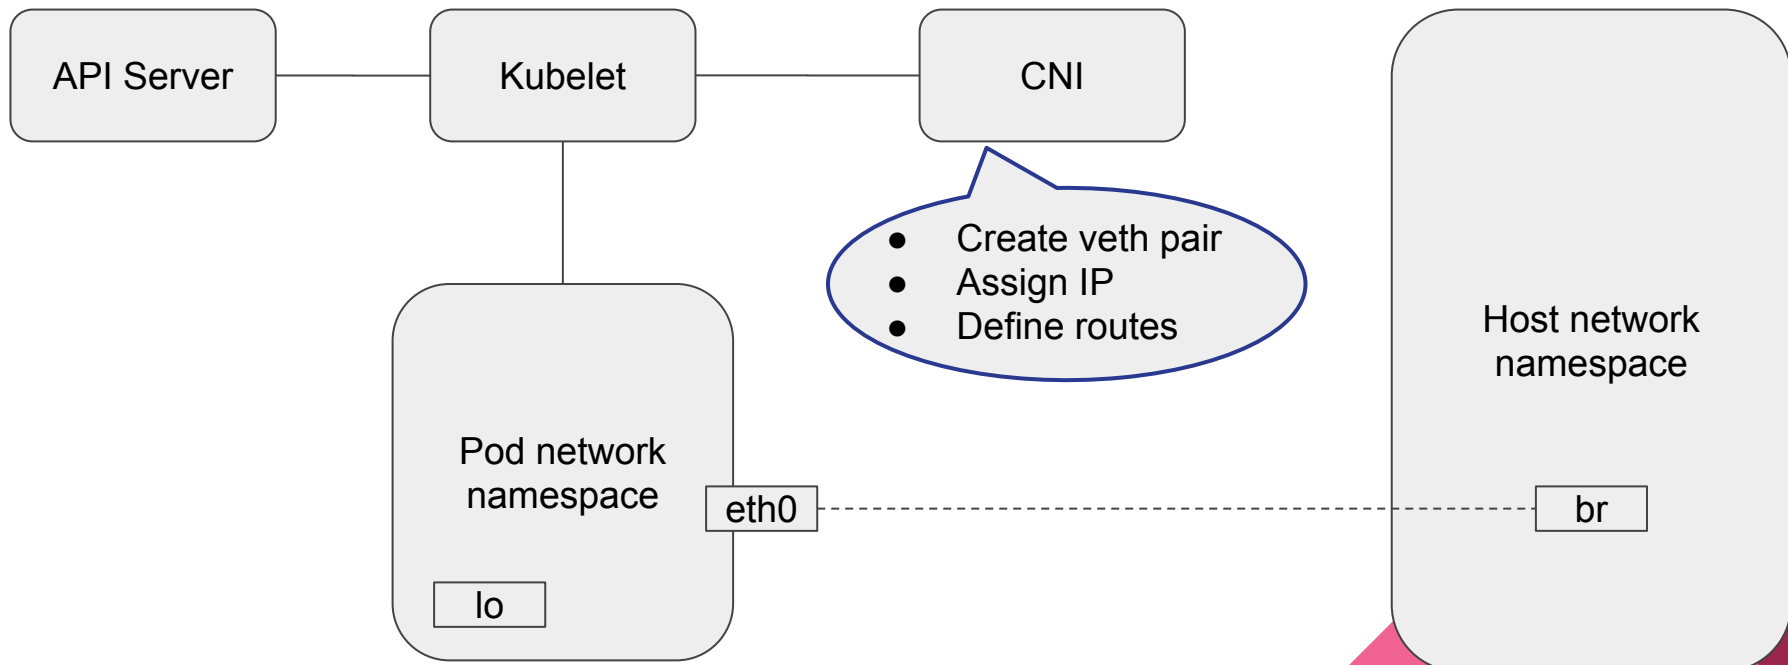 API Server
Kubelet
CNI
● Create veth pair
● Assign IP
● Define routes
Host network
namespace
Pod network
namespace
eth0
br
lo